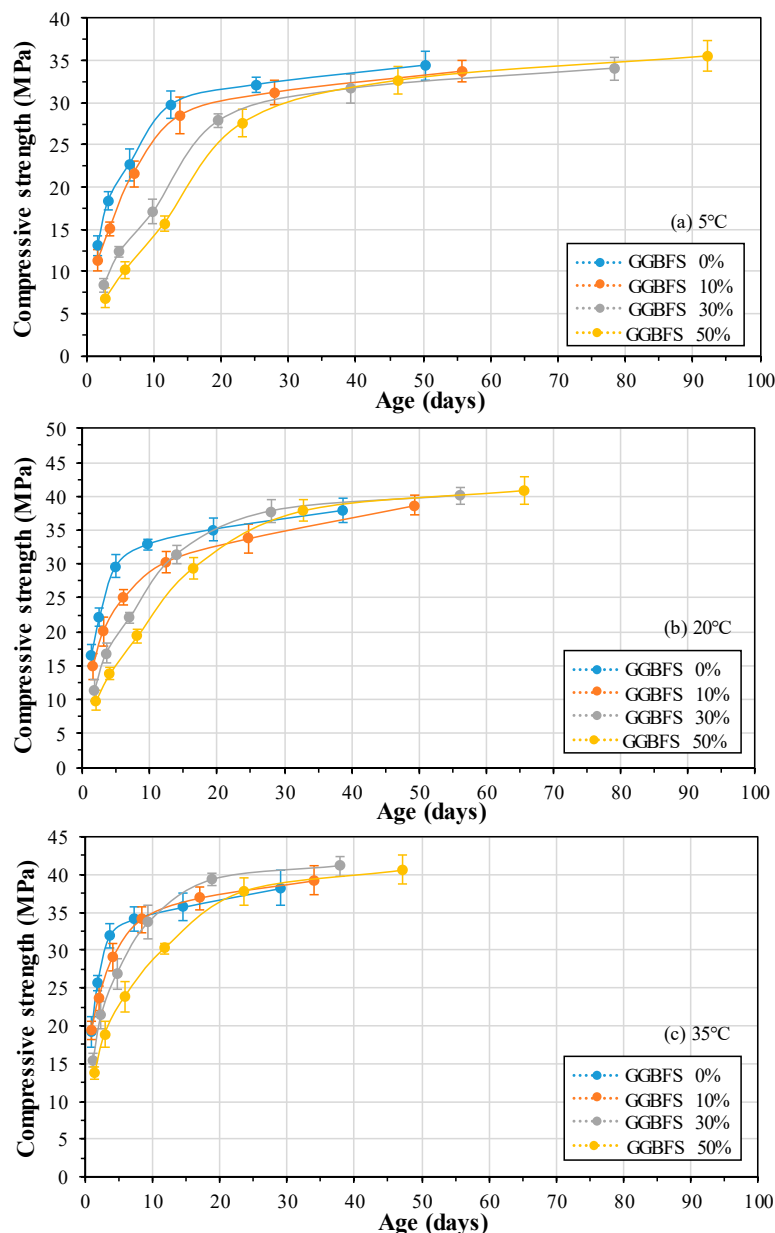 40
35
30
25
20
15
10
5
0
Compressive strength (MPa)
(a) 5°C
GGBFS 0%
GGBFS 10%
GGBFS 30%
GGBFS 50%
0 10 20 30 40 50 60 70 80 90 100
Age (days)
50
45
40
35
30
25
20
15
10
5
0
Compressive strength (MPa)
(b) 20°C
GGBFS 0%
GGBFS 10%
GGBFS 30%
GGBFS 50%
0 10 20 30 40 50 60 70 80 90 100
Age (days)
45
40
35
30
25
20
15
10
5
0
Compressive strength (MPa)
(c) 35°C
GGBFS 0%
GGBFS 10%
GGBFS 30%
GGBFS 50%
0 10 20 30 40 50 60 70 80 90 100
Age (days)